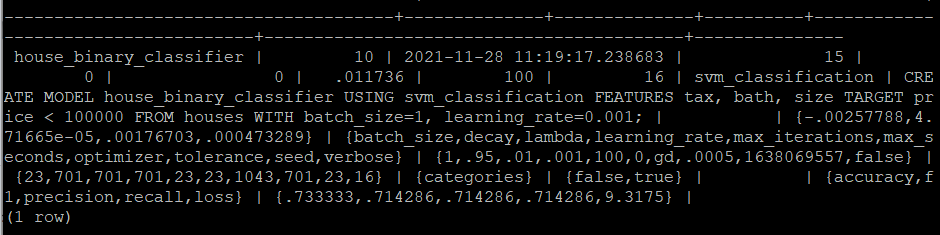 ---------------------------------------+--------------+--------------+----------+------------
-------------------------+------------------------------------------+---------------
 house_binary_classifier |         10 | 2021-11-28 11:19:17.238683 |             15 |
        0 |               0 |  .011736 |        100 |         16 | svm_classification | CRE
ATE MODEL house_binary_classifier USING svm_classification FEATURES tax, bath, size TARGET pr
ice < 100000 FROM houses WITH batch_size=1, learning_rate=0.001; |           | {-.00257788,4.
71665e-05,.00176703,.000473289} | {batch_size,decay,lambda,learning_rate,max_iterations,max_s
econds,optimizer,tolerance,seed,verbose} | {1,.95,.01,.001,100,0,gd,.0005,1638069557,false} |
 {23,701,701,701,23,23,1043,701,23,16} | {categories} | {false,true} |          | {accuracy,f
1,precision,recall,loss} | {.733333,.714286,.714286,.714286,9.3175} |
(1 row)